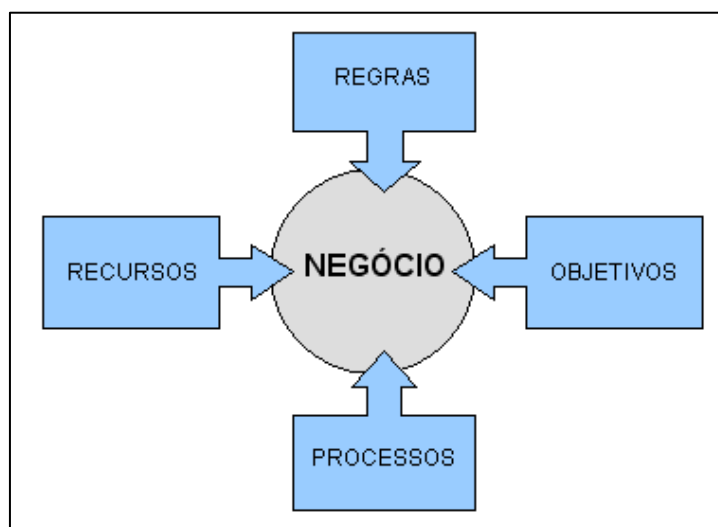 REGRAS
RECURSOS
NEGÓCIO
OBJETIVOS
PROCESSOS